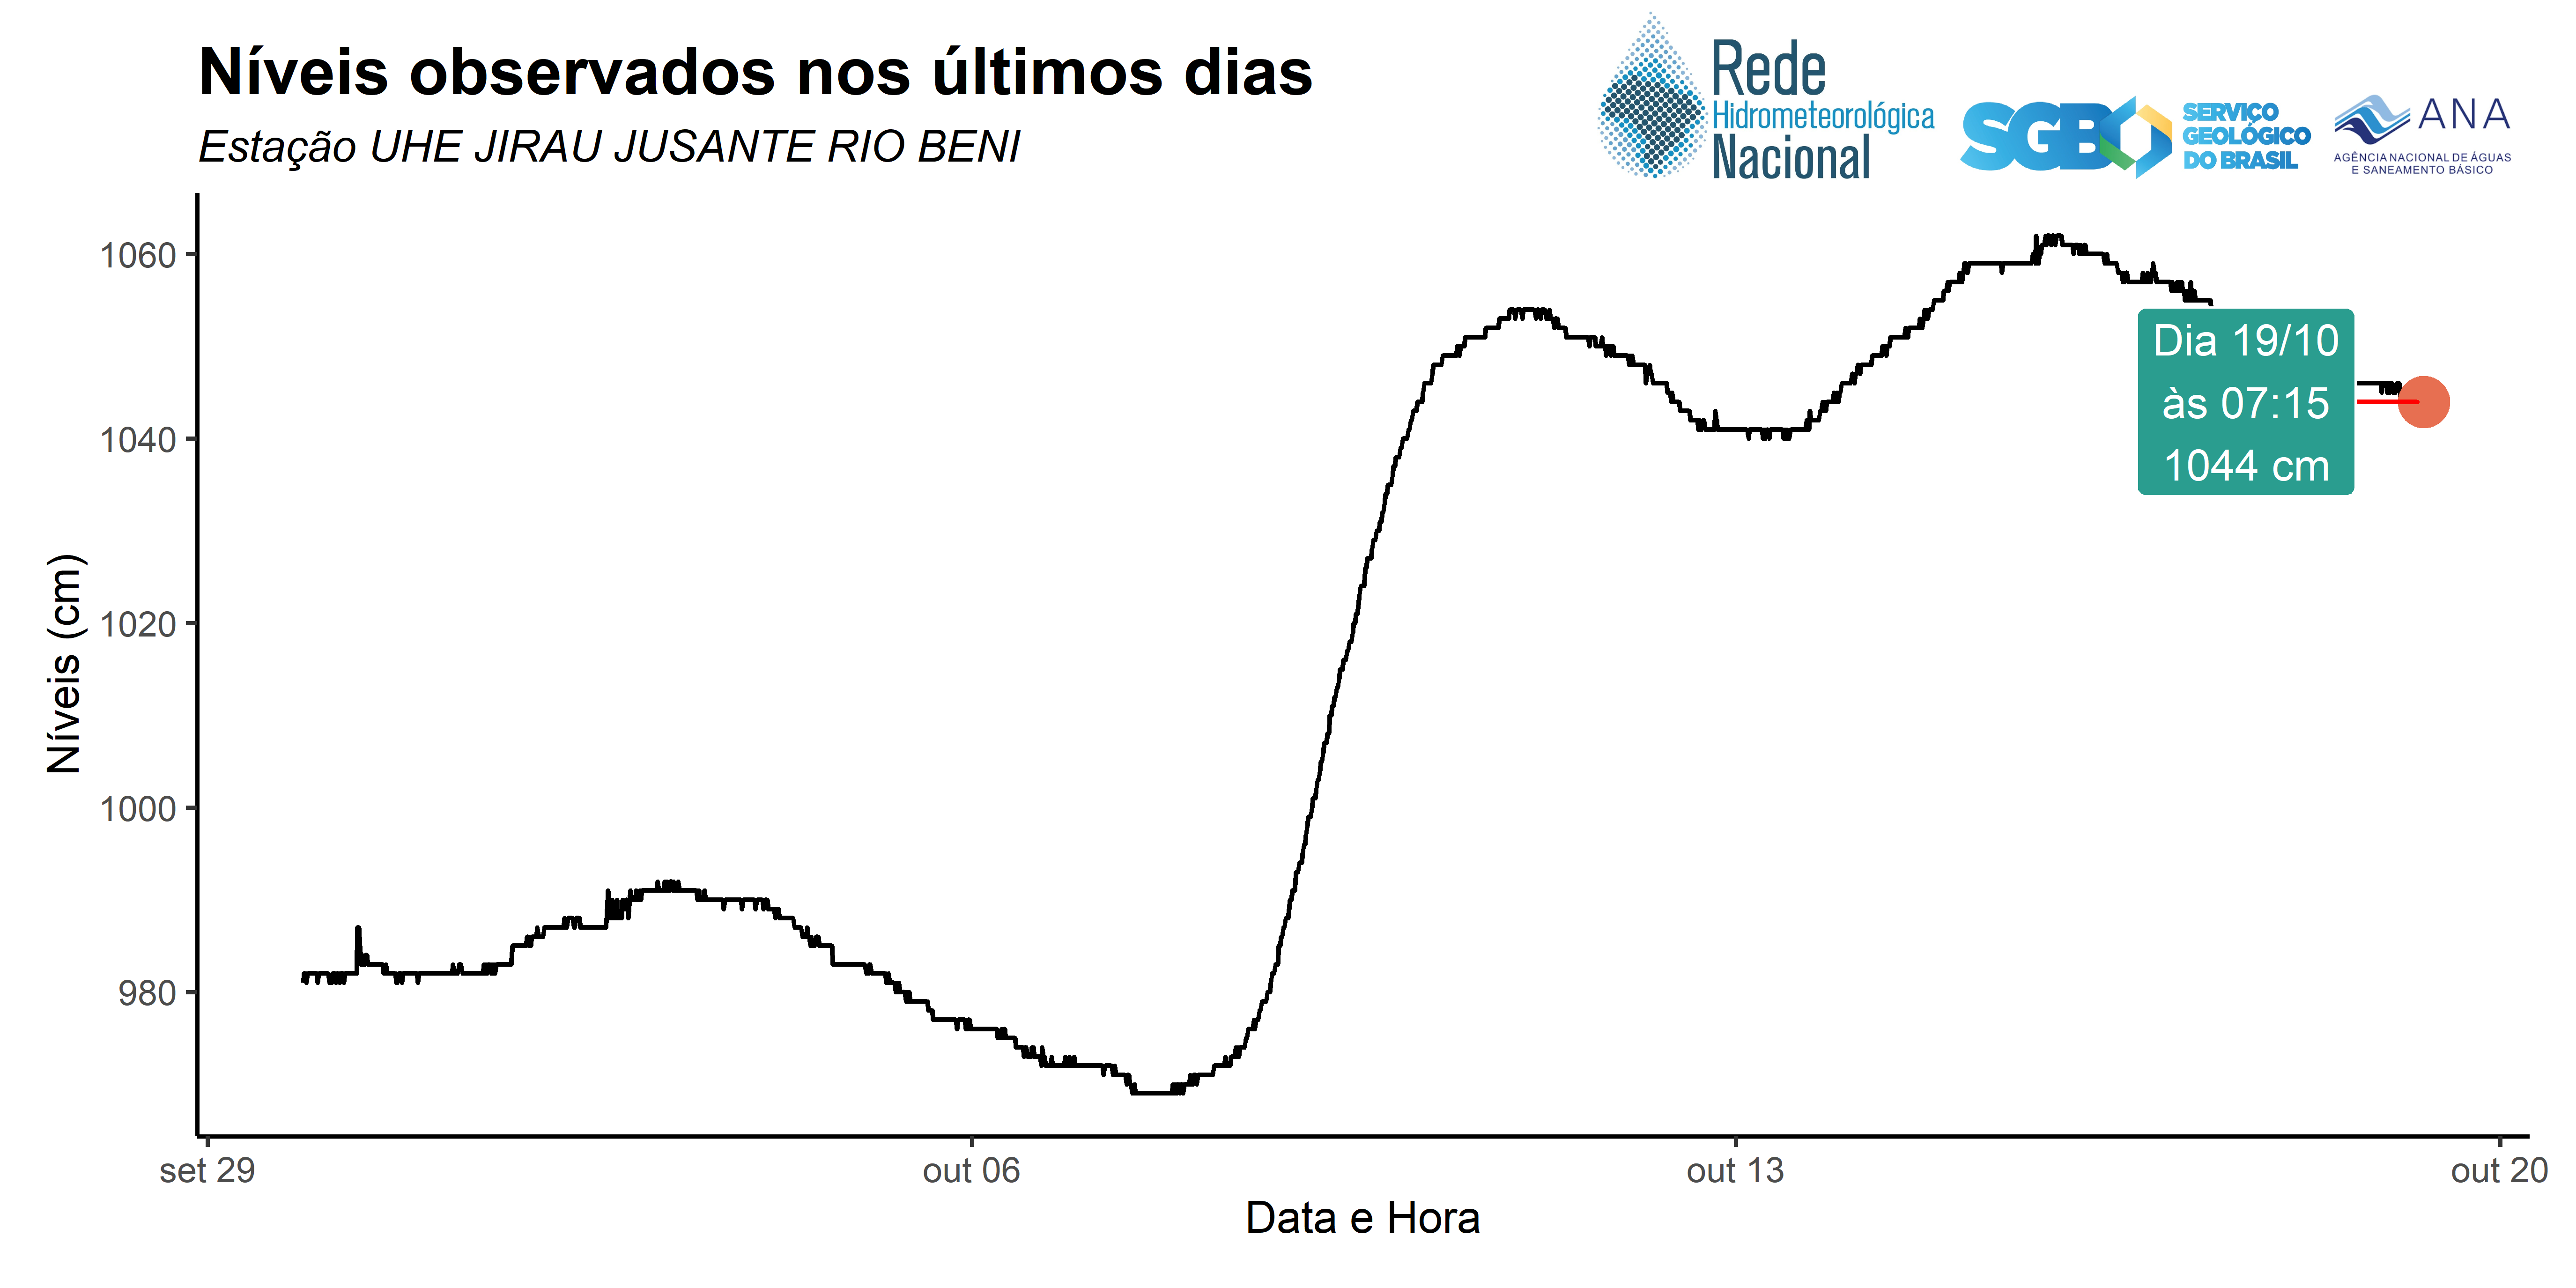 Níveis observados nos últimos dias
Estação UHE JIRAU JUSANTE RIO BENI
Rede
Hidrometeorológica
Nacional
SGB
SERVIÇO
GEOLÓGICO
DO BRASIL
ANA
AGÊNCIA NACIONAL DE ÁGUAS
E SANEAMENTO BÁSICO
Níveis (cm)
1060
1040
1020
1000
980
Dia 19/10
às 07:15
1044 cm
set 29
out 06
out 13
out 20
Data e Hora